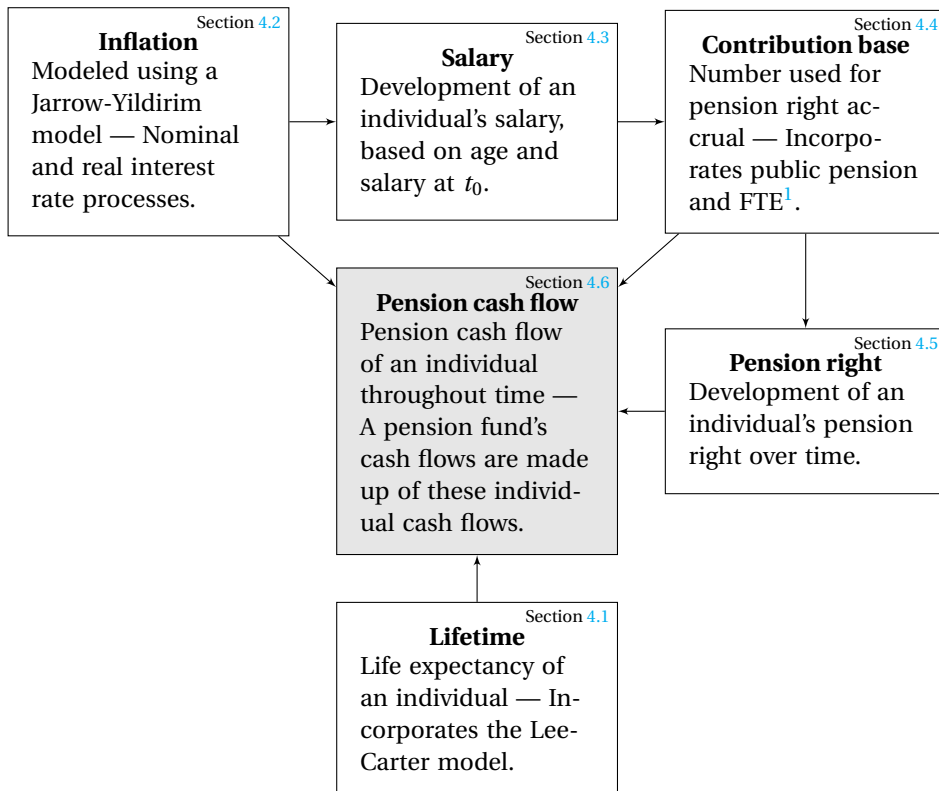 Section 4.2
Inflation
Modeled using a
Jarrow-Yildirim
model — Nominal
and real interest
rate processes.
Section 4.3
Salary
Development of an
individual's salary,
based on age and
salary at t₀.
Section 4.4
Contribution base
Number used for
pension right ac-
crual — Incorpo-
rates public pension
and FTE¹.
Section 4.6
Pension cash flow
Pension cash flow
of an individual
throughout time —
A pension fund's
cash flows are made
up of these individ-
ual cash flows.
Section 4.5
Pension right
Development of an
individual's pension
right over time.
Section 4.1
Lifetime
Life expectancy of
an individual — In-
corporates the Lee-
Carter model.